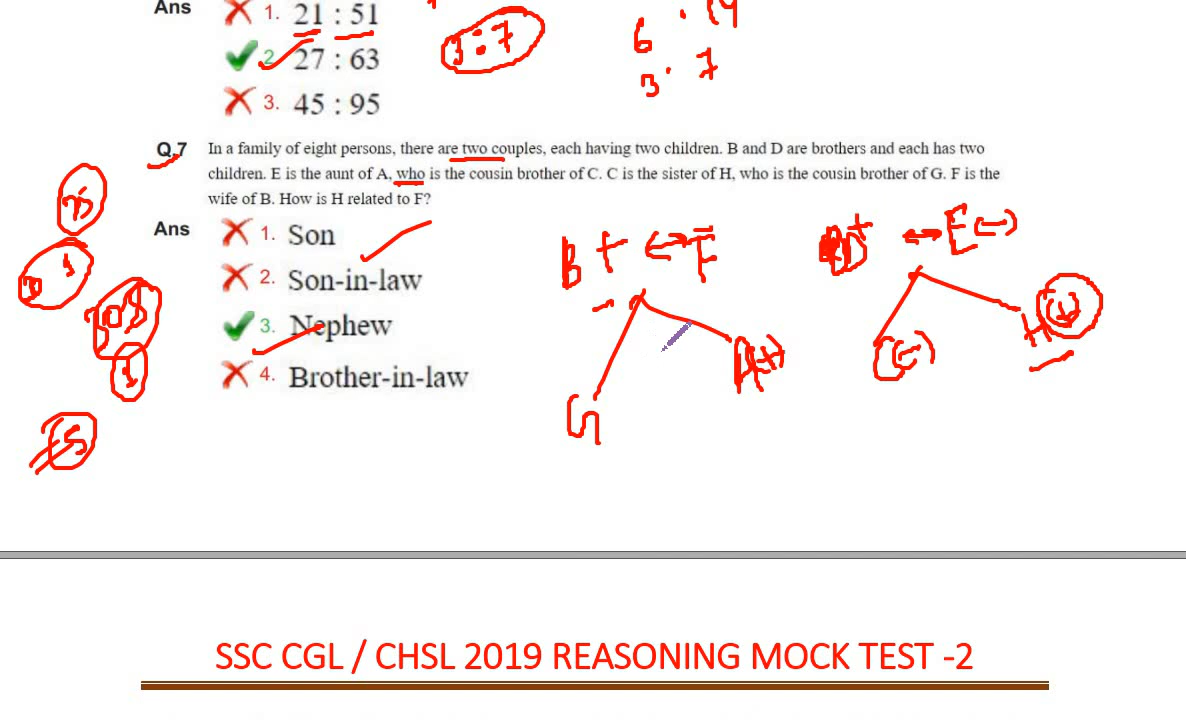 Ans
1. 21 : 51
3:7
6 : 14
2. 27 : 63
3 : 7
3. 45 : 95
Q.7 In a family of eight persons, there are two couples, each having two children. B and D are brothers and each has two
children. E is the aunt of A, who is the cousin brother of C. C is the sister of H, who is the cousin brother of G. F is the
wife of B. How is H related to F?
Ans
1. Son
2. Son-in-law
3. Nephew
4. Brother-in-law
B + ↔ F -
D + ↔ E(-)
G
A(+)
C(-)
H(+)
SSC CGL / CHSL 2019 REASONING MOCK TEST -2